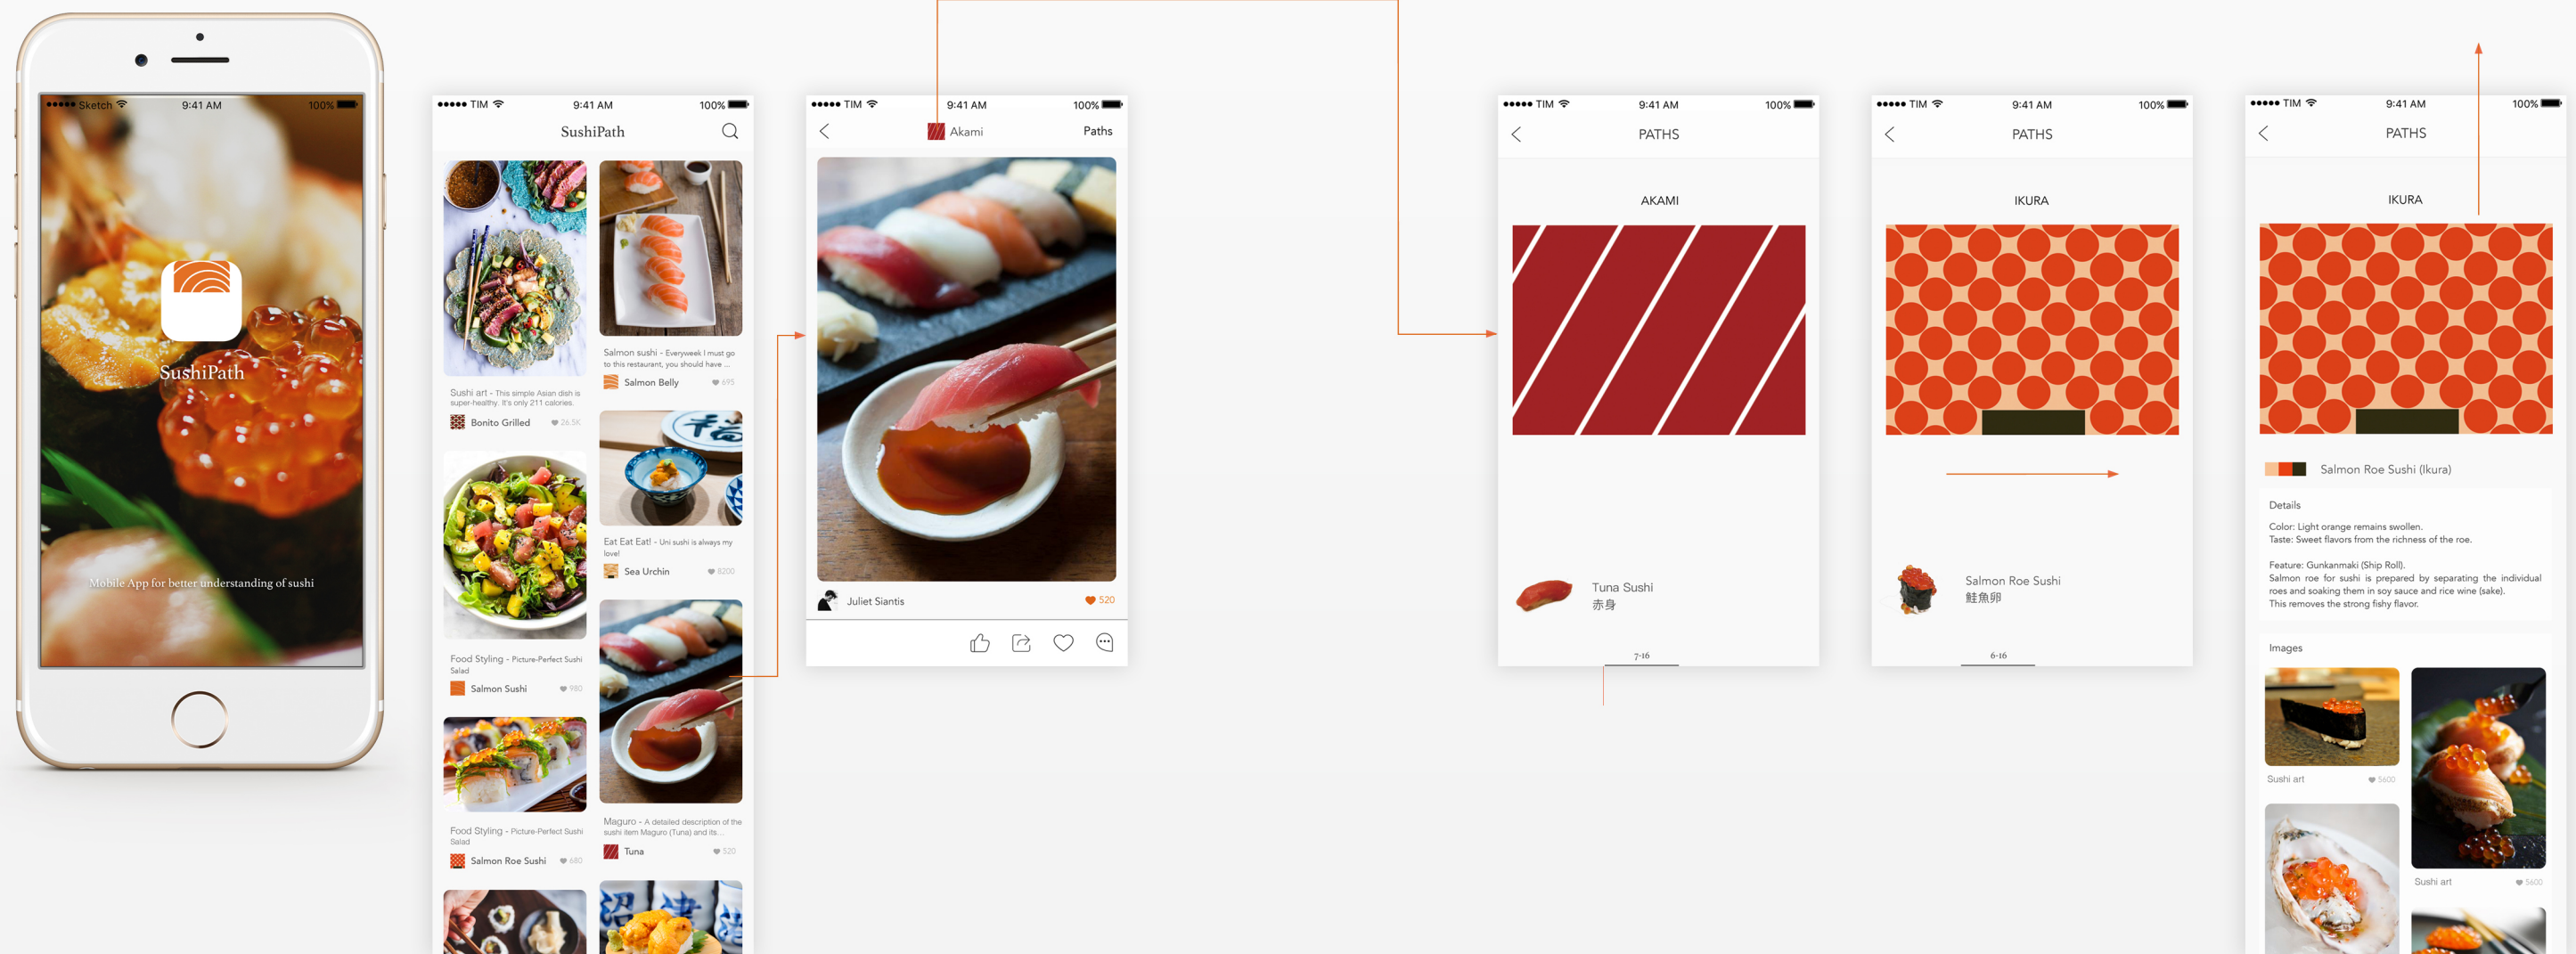 Sketch 9:41 AM 100%
SushiPath
Mobile App for better understanding of sushi
TIM 9:41 AM 100%
SushiPath
Sushi art - This simple Asian dish is
super-healthy. It's only 211 calories.
Bonito Grilled 26.5K
Food Styling - Picture-Perfect Sushi
Salad
Salmon Sushi 980
Food Styling - Picture-Perfect Sushi
Salad
Salmon Roe Sushi 680
Salmon sushi - Everyweek I must go
to this restaurant, you should have ...
Salmon Belly 695
Eat Eat Eat! - Uni sushi is always my
love!
Sea Urchin 8200
Maguro - A detailed description of the
sushi item Maguro (Tuna) and its...
Tuna 520
TIM 9:41 AM 100%
Akami Paths
Juliet Siantis 520
TIM 9:41 AM 100%
PATHS
AKAMI
Tuna Sushi
赤身
7-16
TIM 9:41 AM 100%
PATHS
IKURA
Salmon Roe Sushi
鮭魚卵
6-16
TIM 9:41 AM 100%
PATHS
IKURA
Salmon Roe Sushi (Ikura)
Details
Color: Light orange remains swollen.
Taste: Sweet flavors from the richness of the roe.
Feature: Gunkanmaki (Ship Roll).
Salmon roe for sushi is prepared by separating the individual
roes and soaking them in soy sauce and rice wine (sake).
This removes the strong fishy flavor.
Images
Sushi art 5600
Sushi art 5600